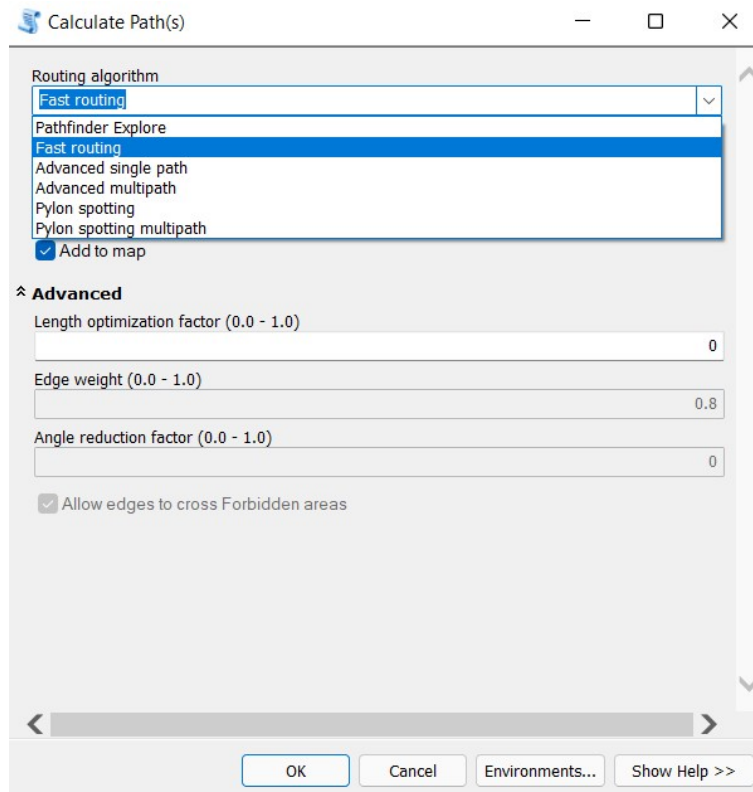 Calculate Path(s)
Routing algorithm
Fast routing
Pathfinder Explore
Fast routing
Advanced single path
Advanced multipath
Pylon spotting
Pylon spotting multipath
Add to map
Advanced
Length optimization factor (0.0 - 1.0)
0
Edge weight (0.0 - 1.0)
0.8
Angle reduction factor (0.0 - 1.0)
0
Allow edges to cross Forbidden areas
OK Cancel Environments... Show Help >>